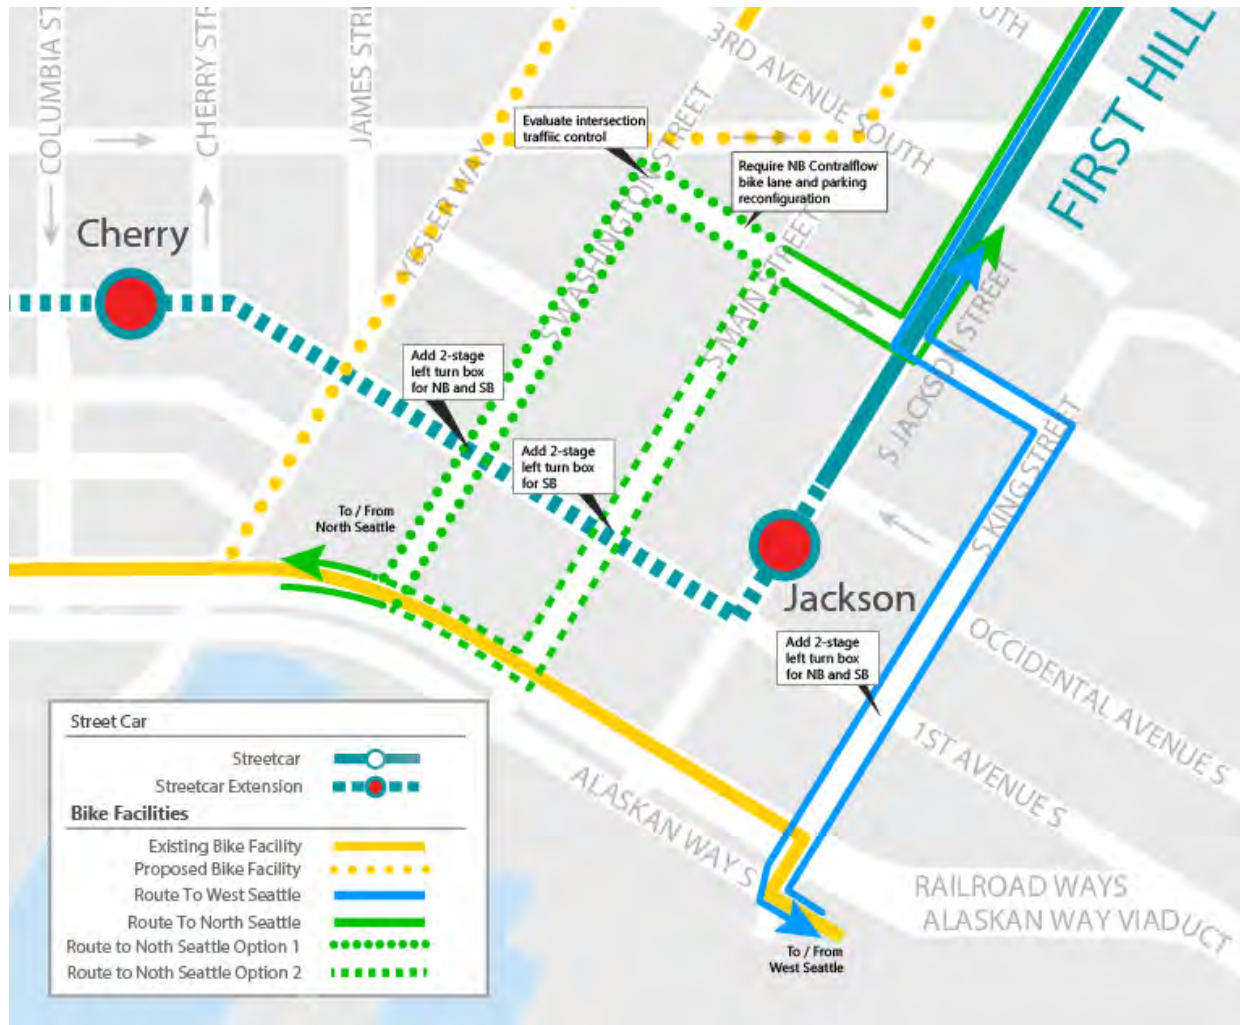 COLUMBIA ST
CHERRY STR
JAMES STRE
UTH
3RD AVENUE SOUTH
FIRST HILL
Evaluate intersection
traffiic control
Require NB Contralflow
bike lane and parking
reconfiguration
YESLER WAY
S WASHINGTON STREET
S MAIN STREET
S JACKSON STREET
S KING STREET
Cherry
Add 2-stage
left turn box
for NB and SB
Add 2-stage
left turn box
for SB
To / From
North Seattle
Jackson
Add 2-stage
left turn box
for NB and SB
OCCIDENTAL AVENUE S
1ST AVENUE S
ALASKAN WAY S
RAILROAD WAYS
ALASKAN WAY VIADUCT
To / From
West Seattle
Street Car
Streetcar
Streetcar Extension
Bike Facilities
Existing Bike Facility
Proposed Bike Facility
Route To West Seattle
Route To North Seattle
Route to Noth Seattle Option 1
Route to Noth Seattle Option 2